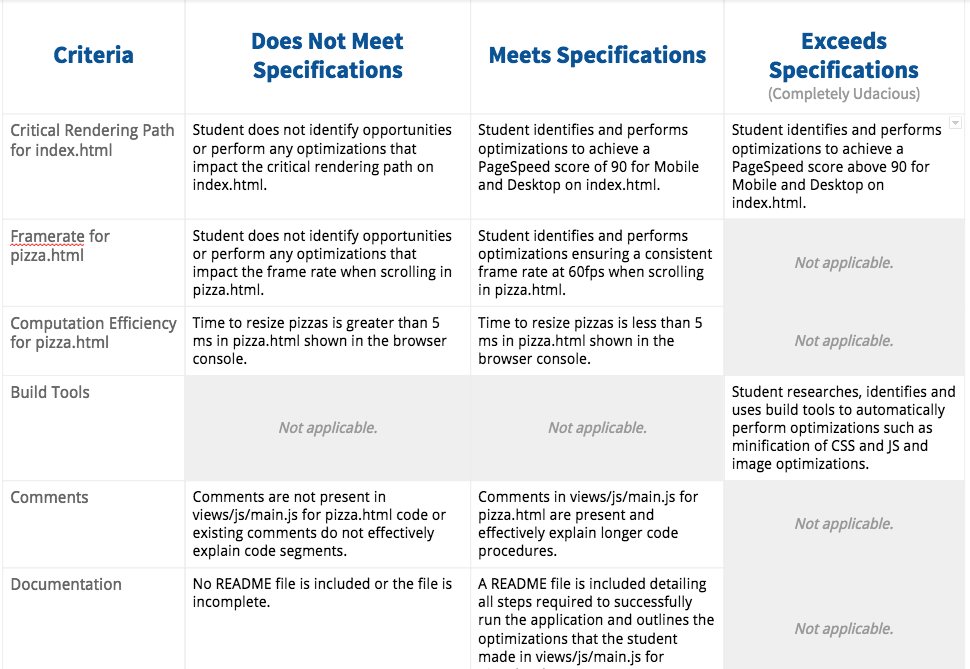 Criteria
Does Not Meet
Specifications
Meets Specifications
Exceeds
Specifications
(Completely Udacious)
Critical Rendering Path
for index.html
Student does not identify opportunities
or perform any optimizations that
impact the critical rendering path on
index.html.
Student identifies and performs
optimizations to achieve a
PageSpeed score of 90 for Mobile
and Desktop on index.html.
Student identifies and performs
optimizations to achieve a
PageSpeed score above 90 for
Mobile and Desktop on
index.html.
Framerate for
pizza.html
Student does not identify opportunities
or perform any optimizations that
impact the frame rate when scrolling in
pizza.html.
Student identifies and performs
optimizations ensuring a consistent
frame rate at 60fps when scrolling
in pizza.html.
Not applicable.
Computation Efficiency
for pizza.html
Time to resize pizzas is greater than 5
ms in pizza.html shown in the browser
console.
Time to resize pizzas is less than 5
ms in pizza.html shown in the
browser console.
Not applicable.
Build Tools
Not applicable.
Not applicable.
Student researches, identifies and
uses build tools to automatically
perform optimizations such as
minification of CSS and JS and
image optimizations.
Comments
Comments are not present in
views/js/main.js for pizza.html code or
existing comments do not effectively
explain code segments.
Comments in views/js/main.js for
pizza.html are present and
effectively explain longer code
procedures.
Not applicable.
Documentation
No README file is included or the file is
incomplete.
A README file is included detailing
all steps required to successfully
run the application and outlines the
optimizations that the student
made in views/js/main.js for
Not applicable.